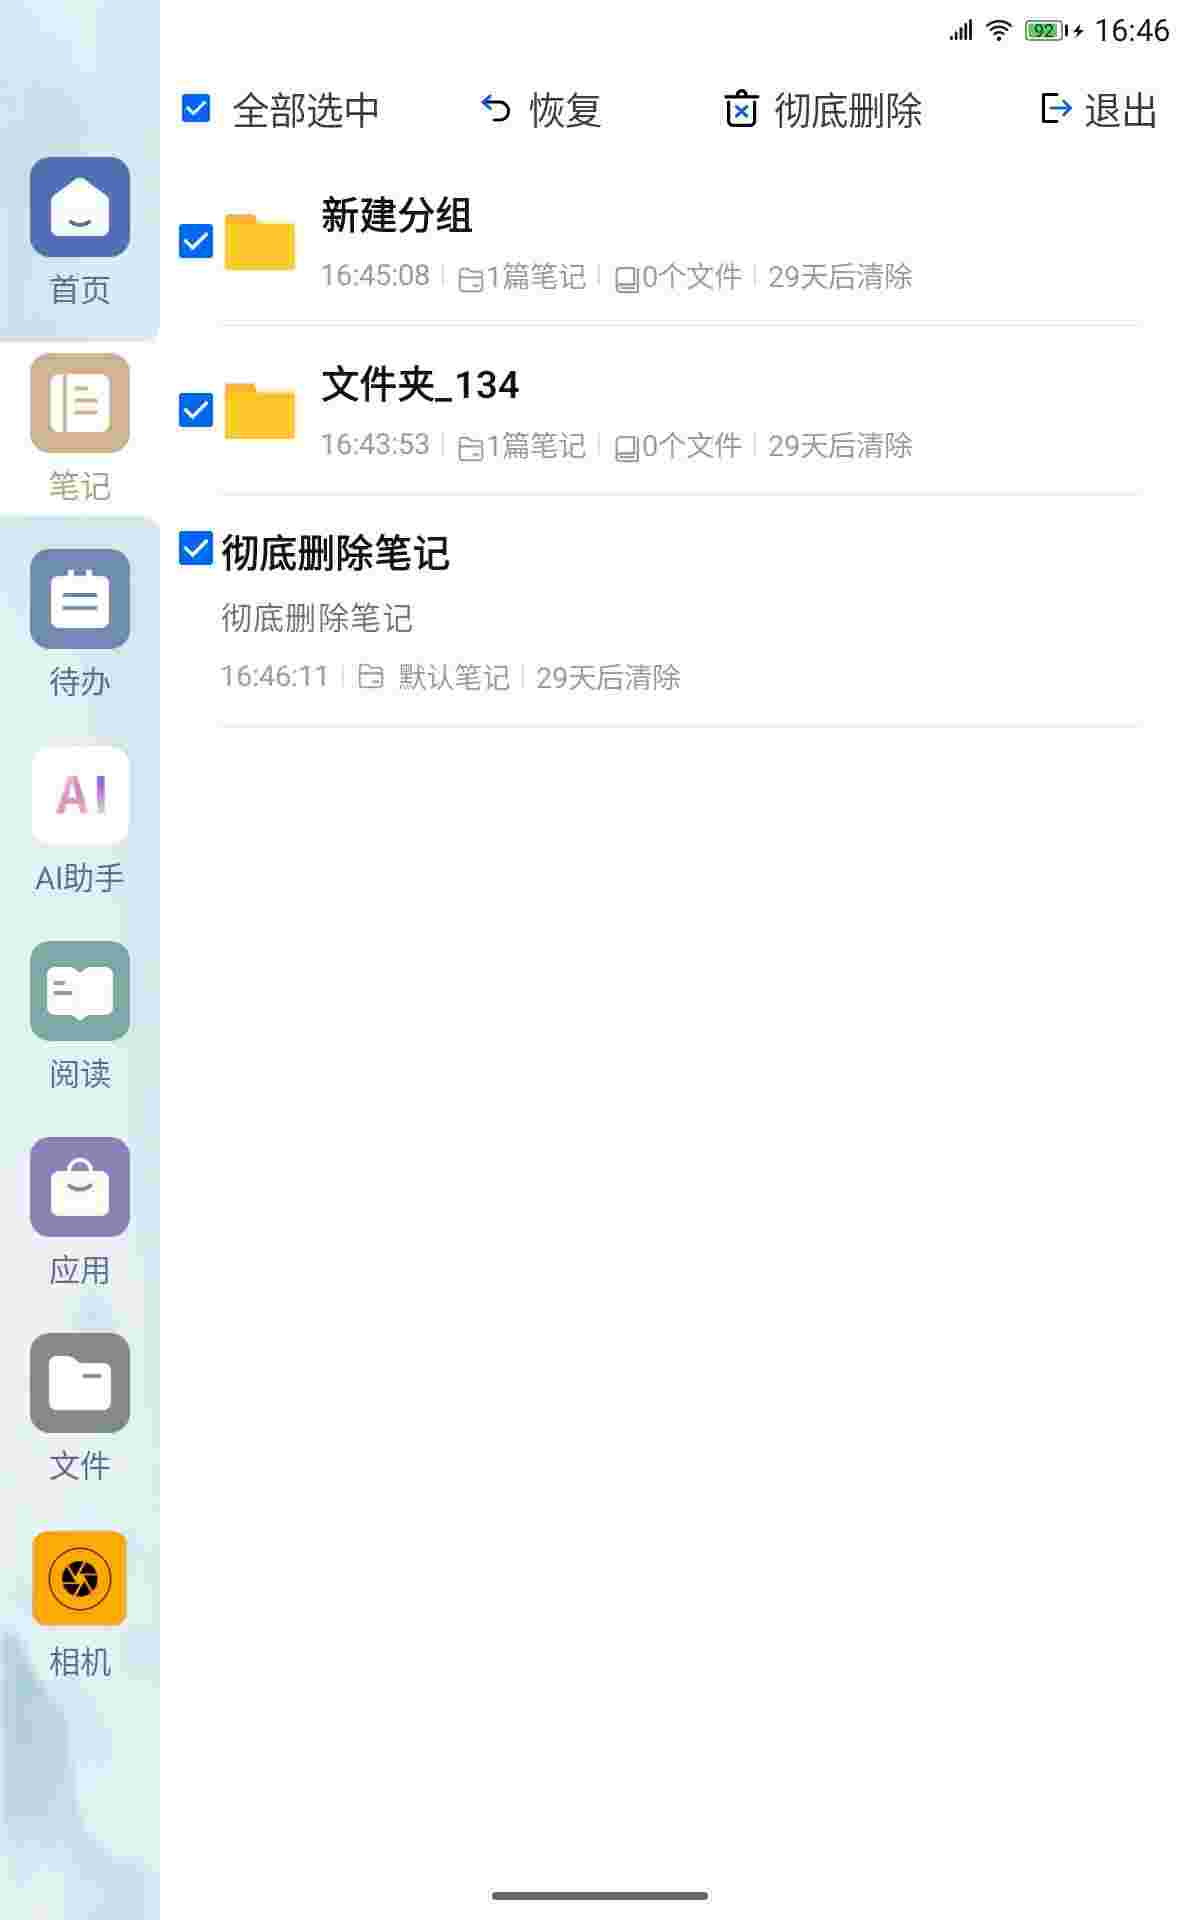 92 16:46
全部选中 恢复 彻底删除 退出
新建分组
16:45:08 1篇笔记 0个文件 29天后清除
文件夹_134
16:43:53 1篇笔记 0个文件 29天后清除
彻底删除笔记
彻底删除笔记
16:46:11 默认笔记 29天后清除
首页
笔记
待办
AI
AI助手
阅读
应用
文件
相机